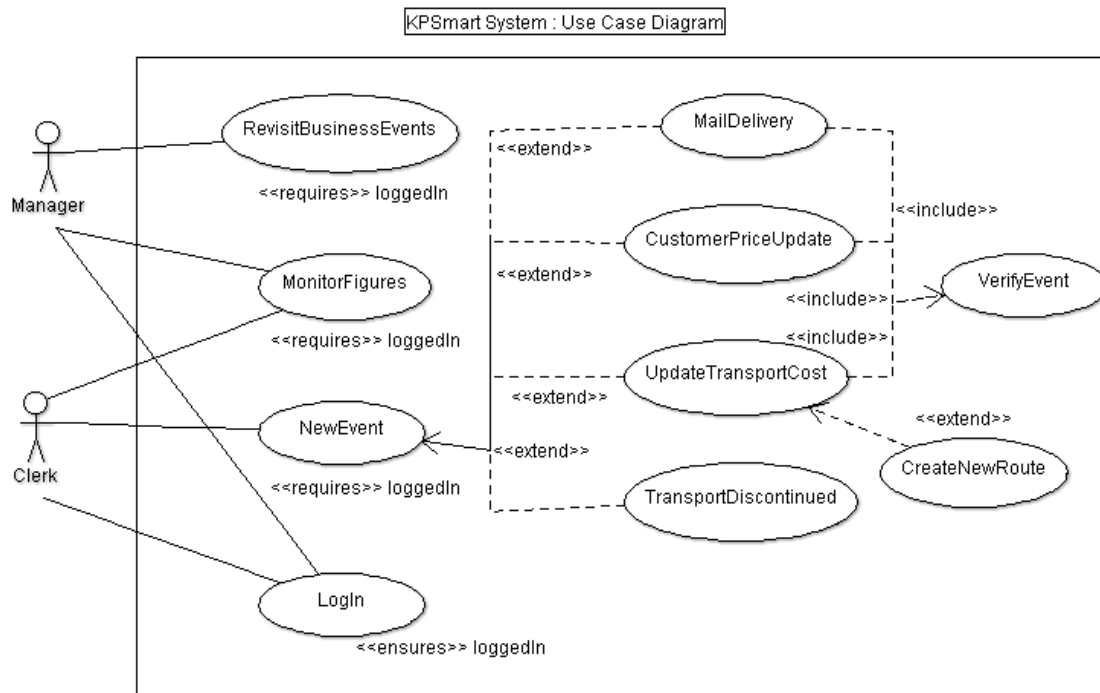 KPSmart System : Use Case Diagram
RevisitBusinessEvents
<<requires>> loggedIn
MailDelivery
<<extend>>
Manager
<<include>>
CustomerPriceUpdate
<<extend>>
MonitorFigures
<<requires>> loggedIn
VerifyEvent
<<include>>
<<include>>
UpdateTransportCost
<<extend>>
<<extend>>
NewEvent
<<requires>> loggedIn
<<extend>>
Clerk
CreateNewRoute
TransportDiscontinued
LogIn
<<ensures>> loggedIn